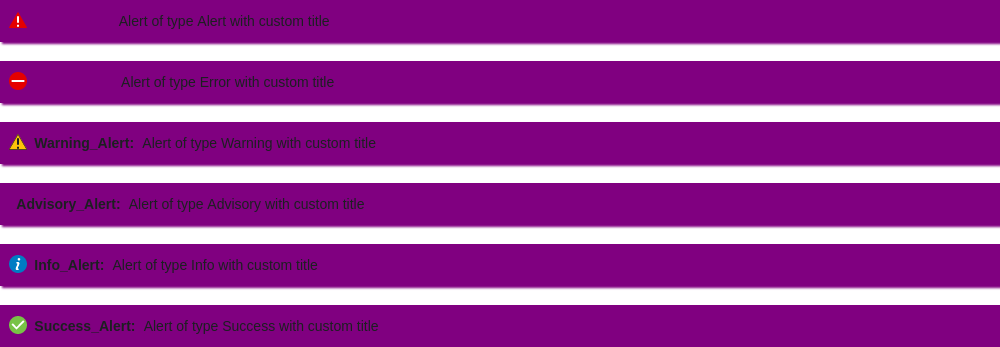 Alert of type Alert with custom title
Alert of type Error with custom title
Warning_Alert: Alert of type Warning with custom title
Advisory_Alert: Alert of type Advisory with custom title
Info_Alert: Alert of type Info with custom title
Success_Alert: Alert of type Success with custom title